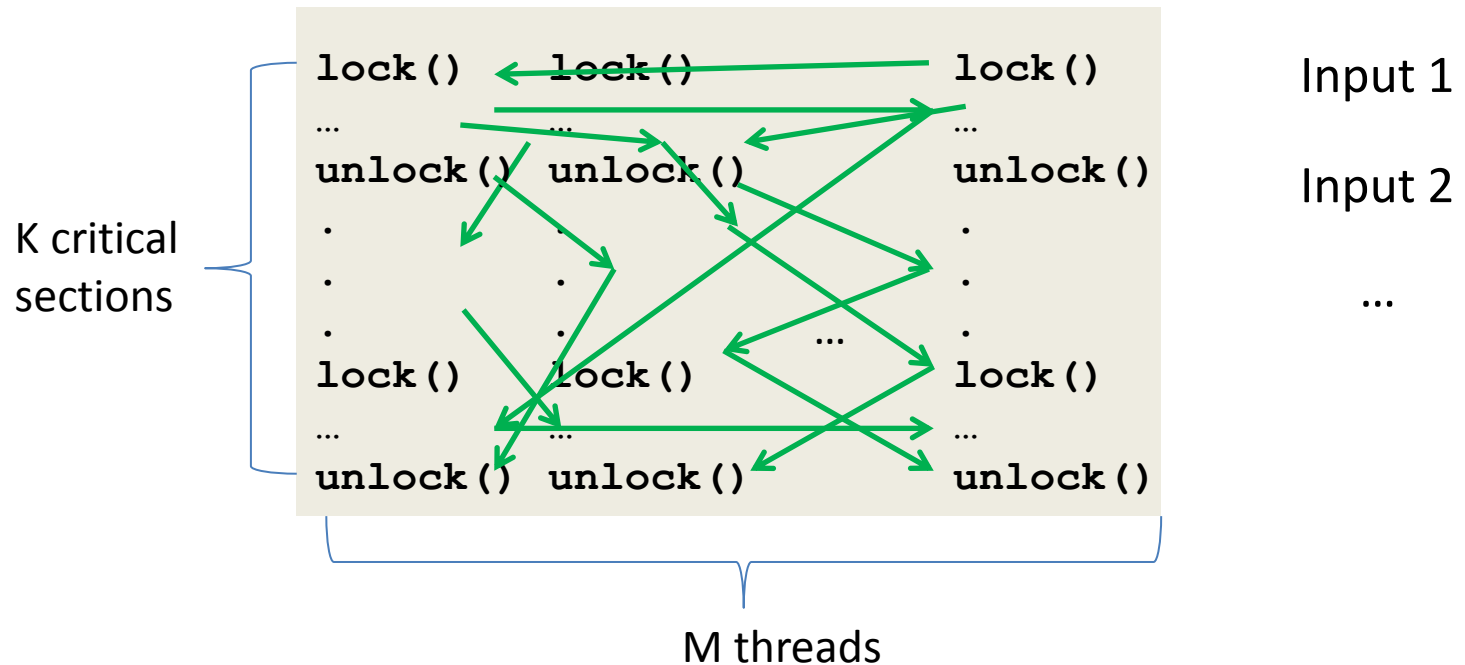 lock() lock() lock() Input 1
… … …
unlock() unlock() unlock() Input 2
K critical
. . .
sections
. . . …
. . . …
lock() lock() lock()
… … …
unlock() unlock() unlock()
M threads